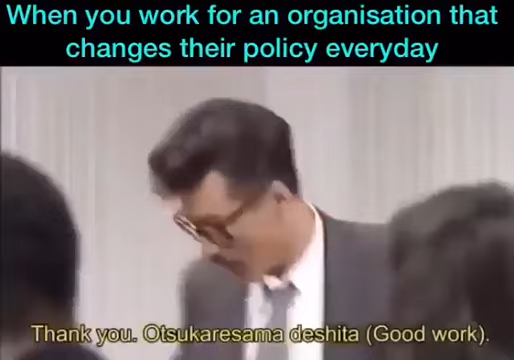 When you work for an organisation that
changes their policy everyday
Thank you. Otsukaresama deshita (Good work).